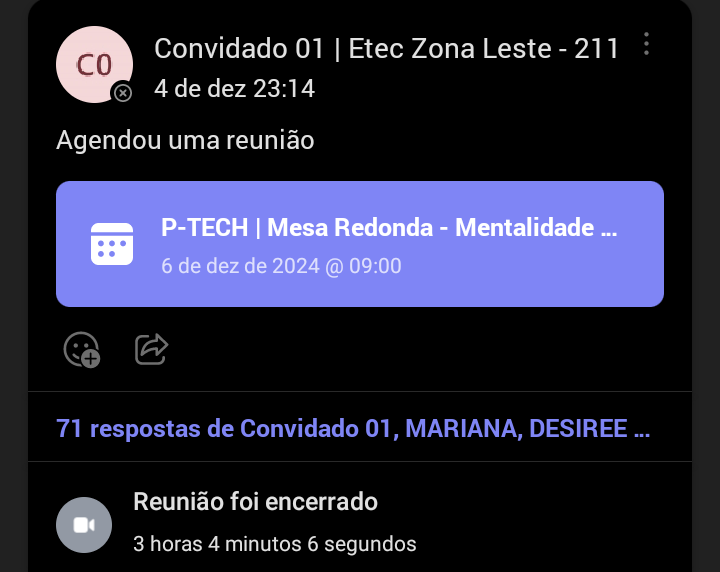 C0
Convidado 01 | Etec Zona Leste - 211
4 de dez 23:14
Agendou uma reunião
P-TECH | Mesa Redonda - Mentalidade ...
6 de dez de 2024 @ 09:00
71 respostas de Convidado 01, MARIANA, DESIREE ...
Reunião foi encerrado
3 horas 4 minutos 6 segundos